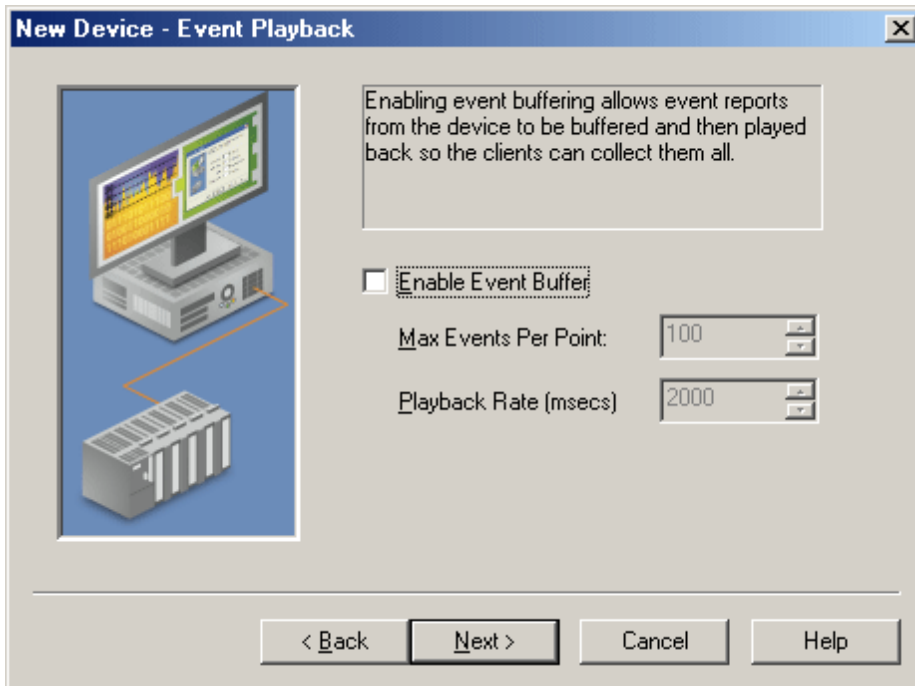 New Device - Event Playback
Enabling event buffering allows event reports
from the device to be buffered and then played
back so the clients can collect them all.
Enable Event Buffer
Max Events Per Point: 100
Playback Rate (msecs) 2000
< Back Next > Cancel Help